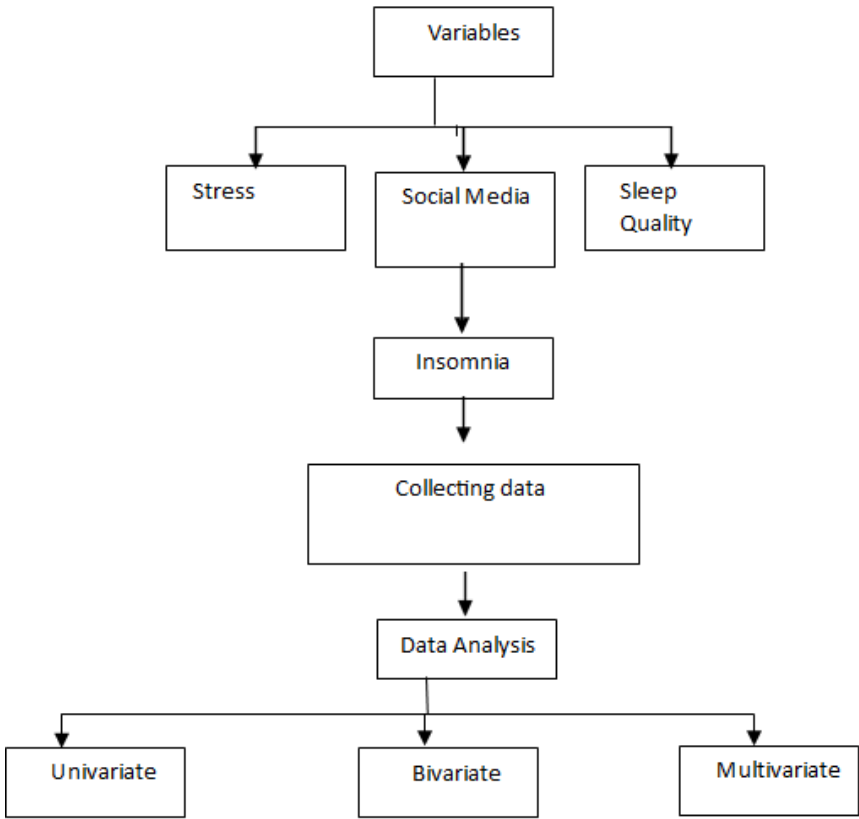 Variables
Stress
Social Media
Sleep
Quality
Insomnia
Collecting data
Data Analysis
Univariate
Bivariate
Multivariate